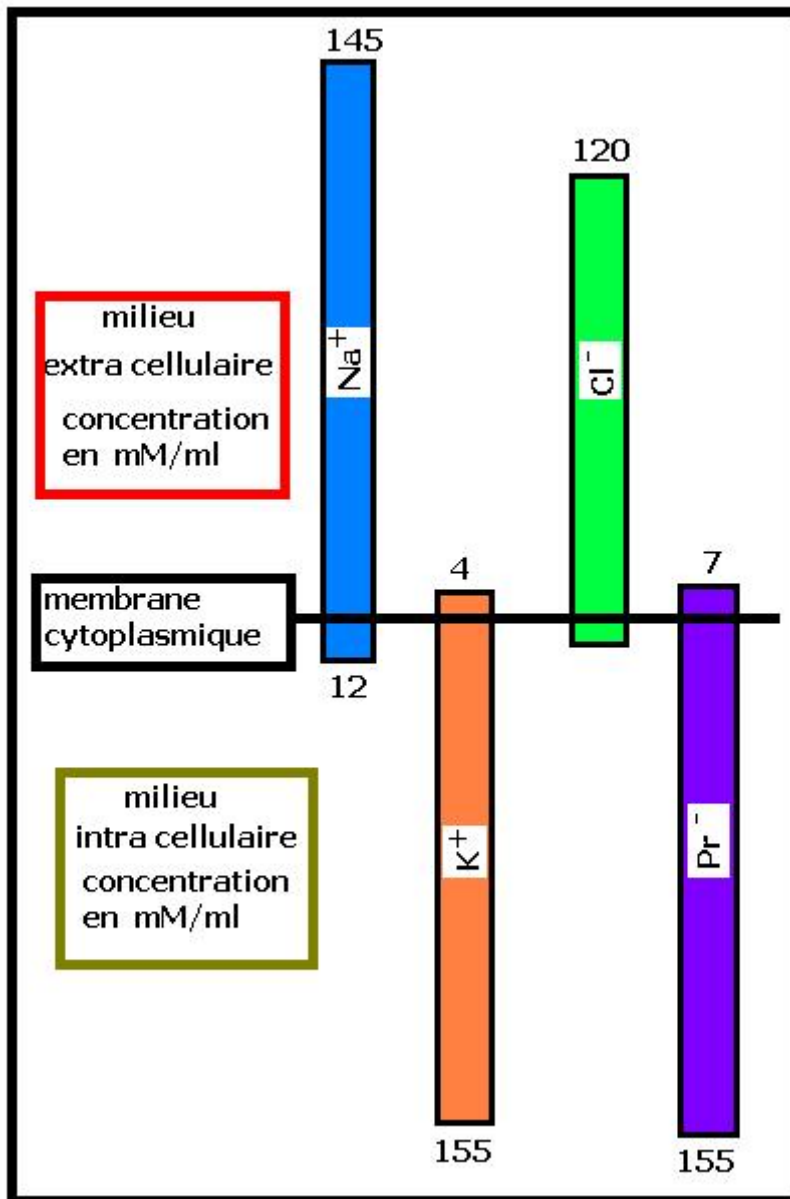 145
120
Na+
Cl-
milieu
extra cellulaire
concentration
en mM/ml
4
7
membrane
cytoplasmique
12
milieu
intra cellulaire
concentration
en mM/ml
K+
Pr-
155
155